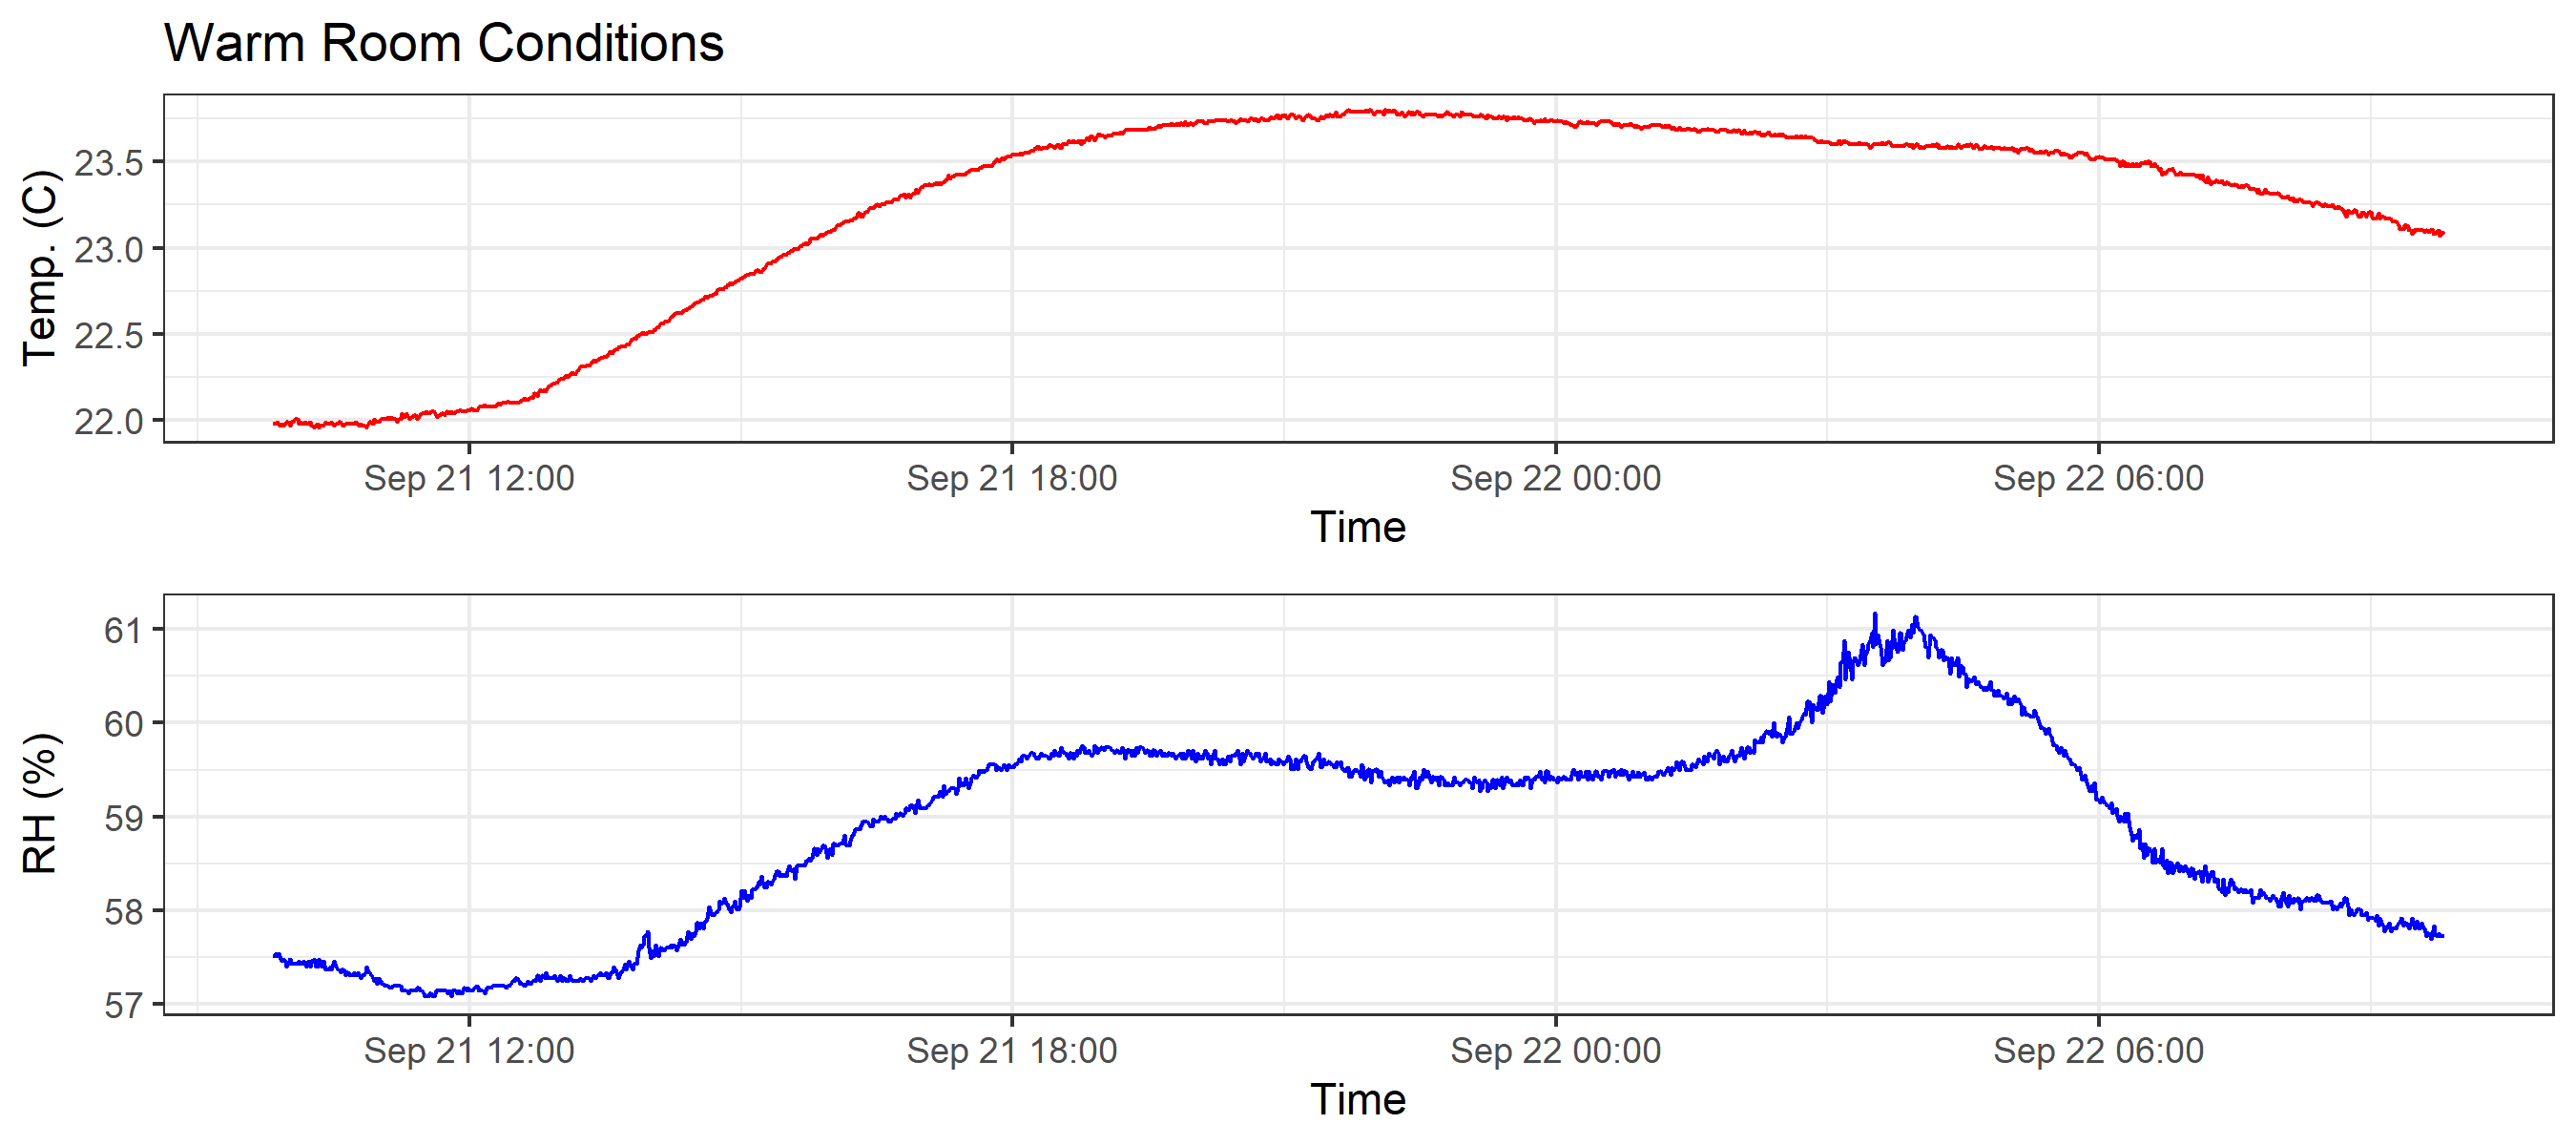 Warm Room Conditions
Temp. (C)
23.5
23.0
22.5
22.0
Sep 21 12:00 Sep 21 18:00 Sep 22 00:00 Sep 22 06:00
Time
RH (%)
61
60
59
58
57
Sep 21 12:00 Sep 21 18:00 Sep 22 00:00 Sep 22 06:00
Time